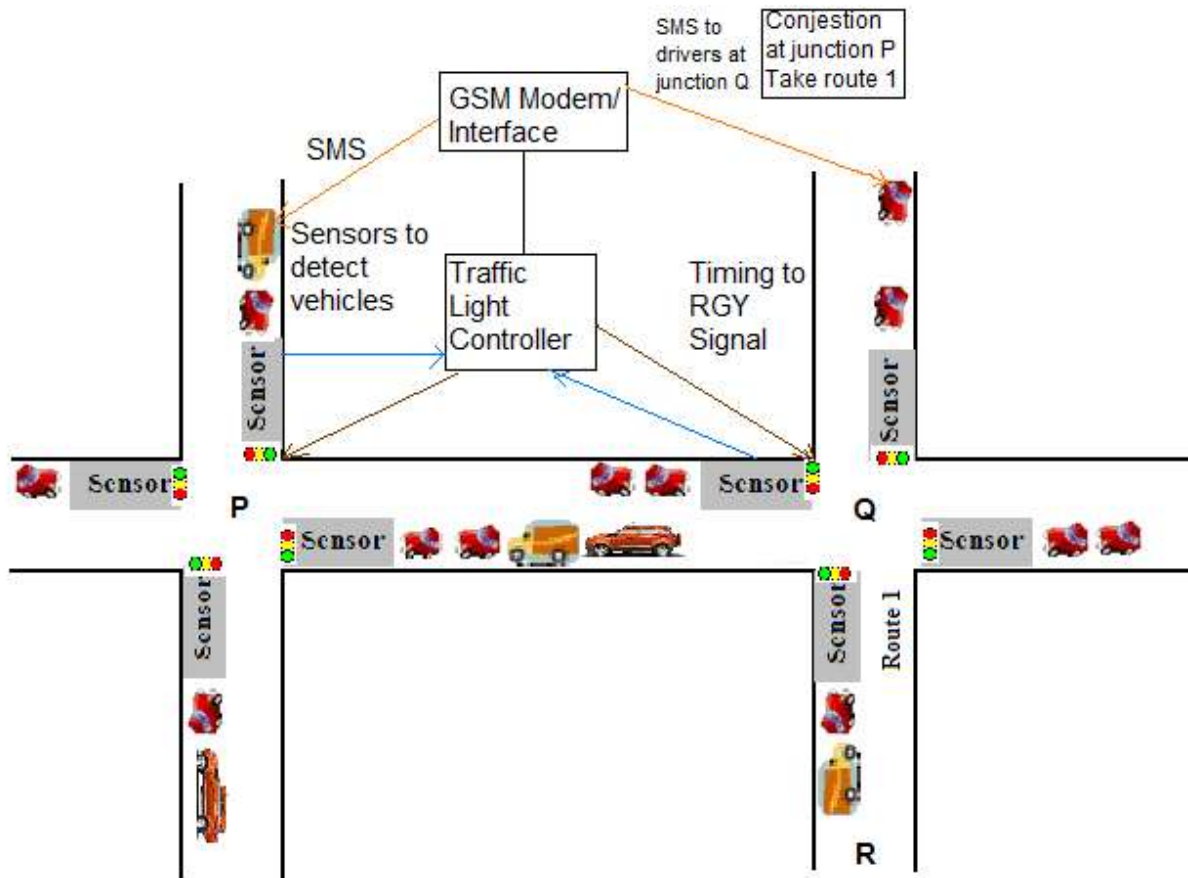 SMS to
drivers at
junction Q
Conjestion
at junction P
Take route 1
GSM Modem/
Interface
SMS
Sensors to
detect
vehicles
Traffic
Light
Controller
Timing to
RGY
Signal
Sensor
Sensor
Sensor
Sensor
P
Q
Sensor
Sensor
Sensor
Sensor
Route 1
R